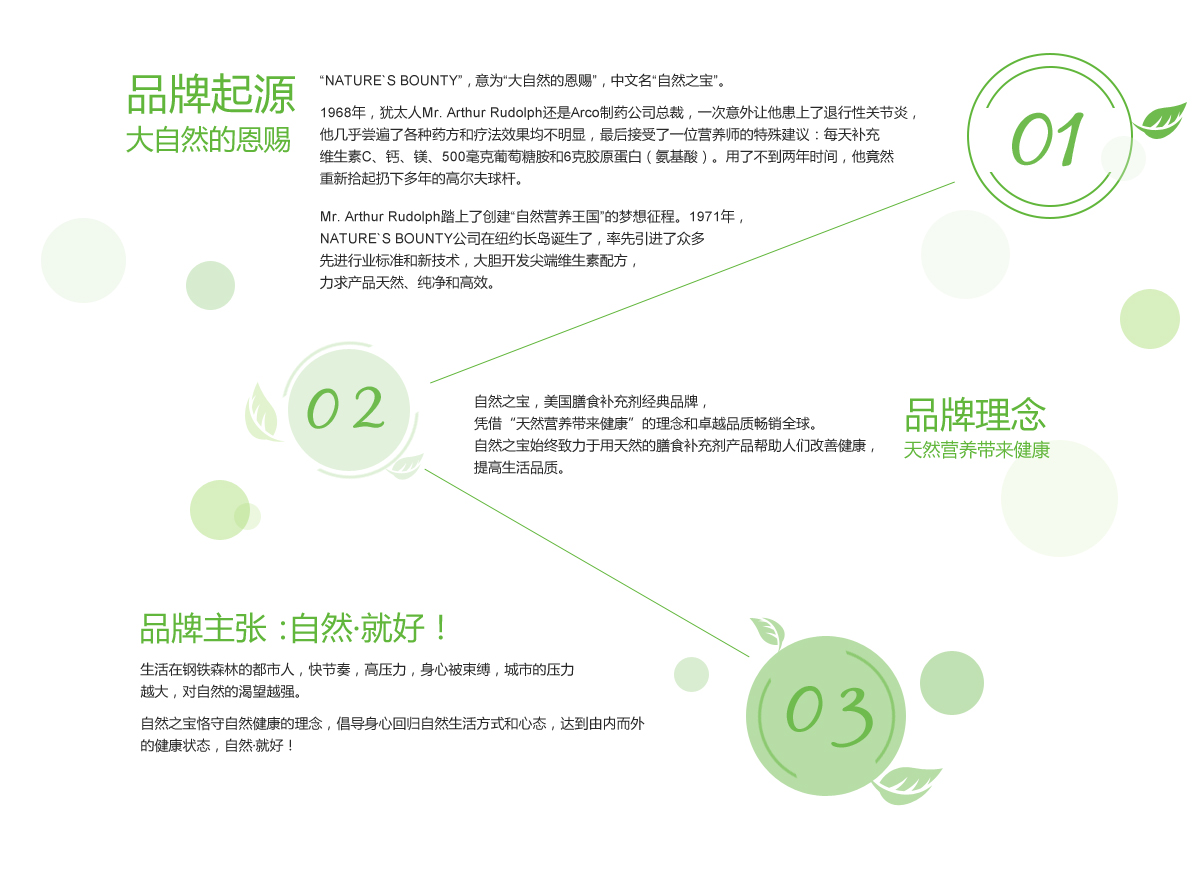 品牌起源
大自然的恩赐
“NATURE`S BOUNTY”，意为“大自然的恩赐”，中文名“自然之宝”。
1968年，犹太人Mr. Arthur Rudolph还是Arco制药公司总裁，一次意外让他患上了退行性关节炎，
他几乎尝遍了各种药方和疗法效果均不明显，最后接受了一位营养师的特殊建议：每天补充
维生素C、钙、镁、500毫克葡萄糖胺和6克胶原蛋白（氨基酸）。用了不到两年时间，他竟然
重新拾起扔下多年的高尔夫球杆。
Mr. Arthur Rudolph踏上了创建“自然营养王国”的梦想征程。1971年，
NATURE`S BOUNTY公司在纽约长岛诞生了，率先引进了众多
先进行业标准和新技术，大胆开发尖端维生素配方，
力求产品天然、纯净和高效。
01
02
自然之宝，美国膳食补充剂经典品牌，
凭借“天然营养带来健康”的理念和卓越品质畅销全球。
自然之宝始终致力于用天然的膳食补充剂产品帮助人们改善健康，
提高生活品质。
品牌理念
天然营养带来健康
品牌主张:自然·就好！
生活在钢铁森林的都市人，快节奏，高压力，身心被束缚，城市的压力
越大，对自然的渴望越强。
自然之宝恪守自然健康的理念，倡导身心回归自然生活方式和心态，达到由内而外
的健康状态，自然·就好！
03